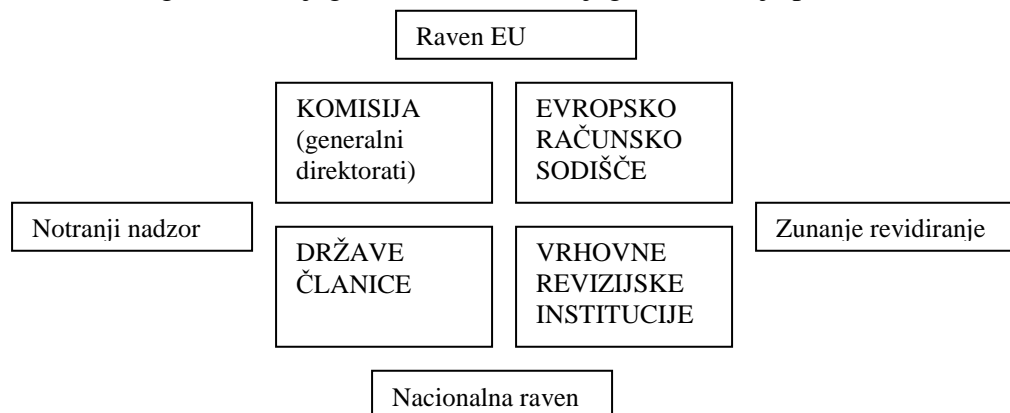 Raven EU
KOMISIJA
(generalni
direktorati)
EVROPSKO
RAČUNSKO
SODIŠČE
Notranji nadzor
Zunanje revidiranje
DRŽAVE
ČLANICE
VRHOVNE
REVIZIJSKE
INSTITUCIJE
Nacionalna raven